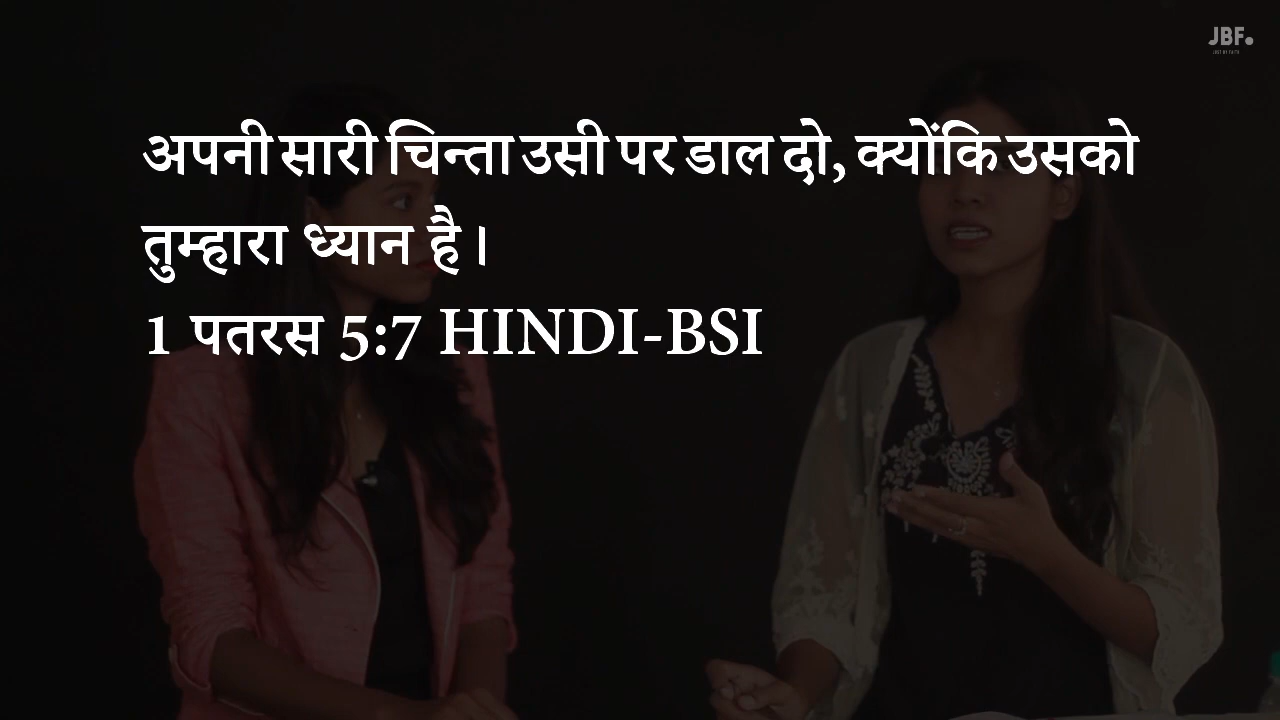 JBF.
अपनी सारी चिन्ता उसी पर डाल दो, क्योंकि उसको
तुम्हारा ध्यान है।
1 पतरस 5:7 HINDI-BSI